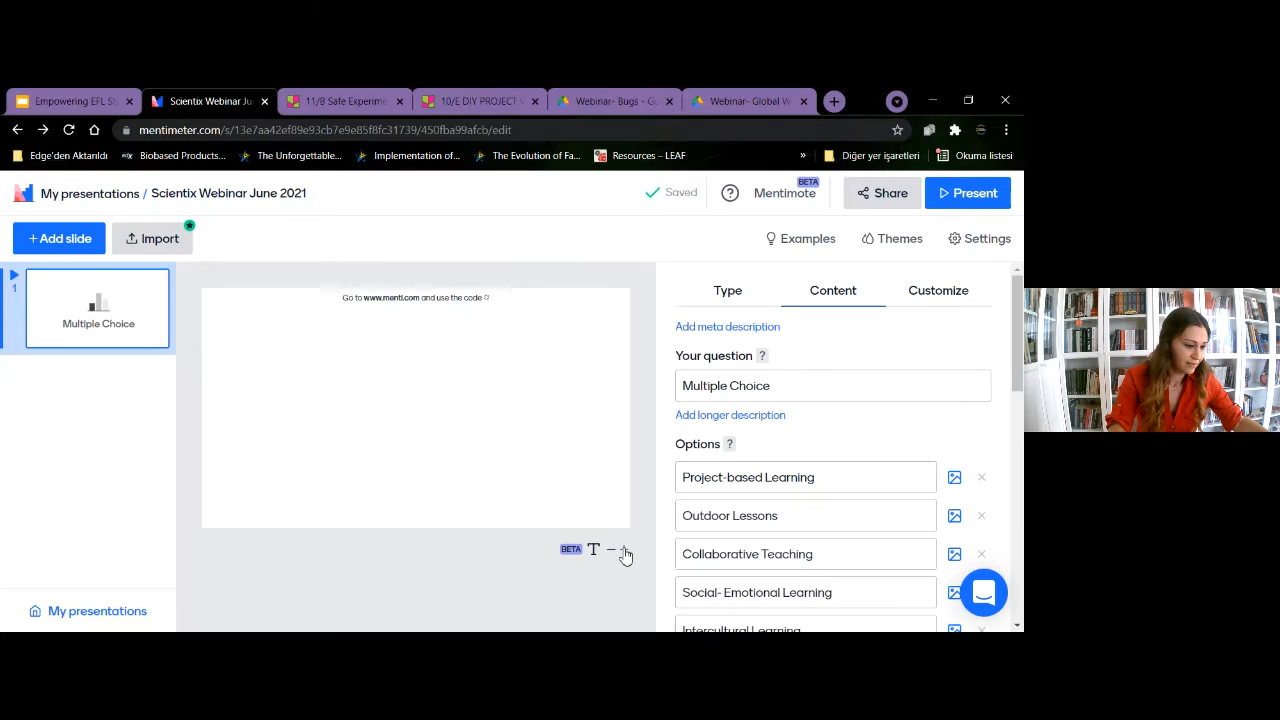 Empowering EFL St
Scientix Webinar Ju
11/B Safe Experime
10/E DIY PROJECT
Webinar- Bugs - G
Webinar- Global W
mentimeter.com/s/13e7aa42ef89e93cb7e9e85f8fc31739/450fba99afcb/edit
Edge'den Aktarıldı
Biobased Products...
The Unforgettable...
Implementation of...
The Evolution of Fa...
Resources – LEAF
»
Diğer yer işaretleri
Okuma listesi
My presentations / Scientix Webinar June 2021
Saved
?
Mentimote
BETA
Share
Present
+ Add slide
Import
Examples
Themes
Settings
1
Multiple Choice
Go to www.menti.com and use the code
BETA
T
My presentations
Type
Content
Customize
Add meta description
Your question ?
Multiple Choice
Add longer description
Options ?
Project-based Learning
Outdoor Lessons
Collaborative Teaching
Social- Emotional Learning
Intercultural Learning